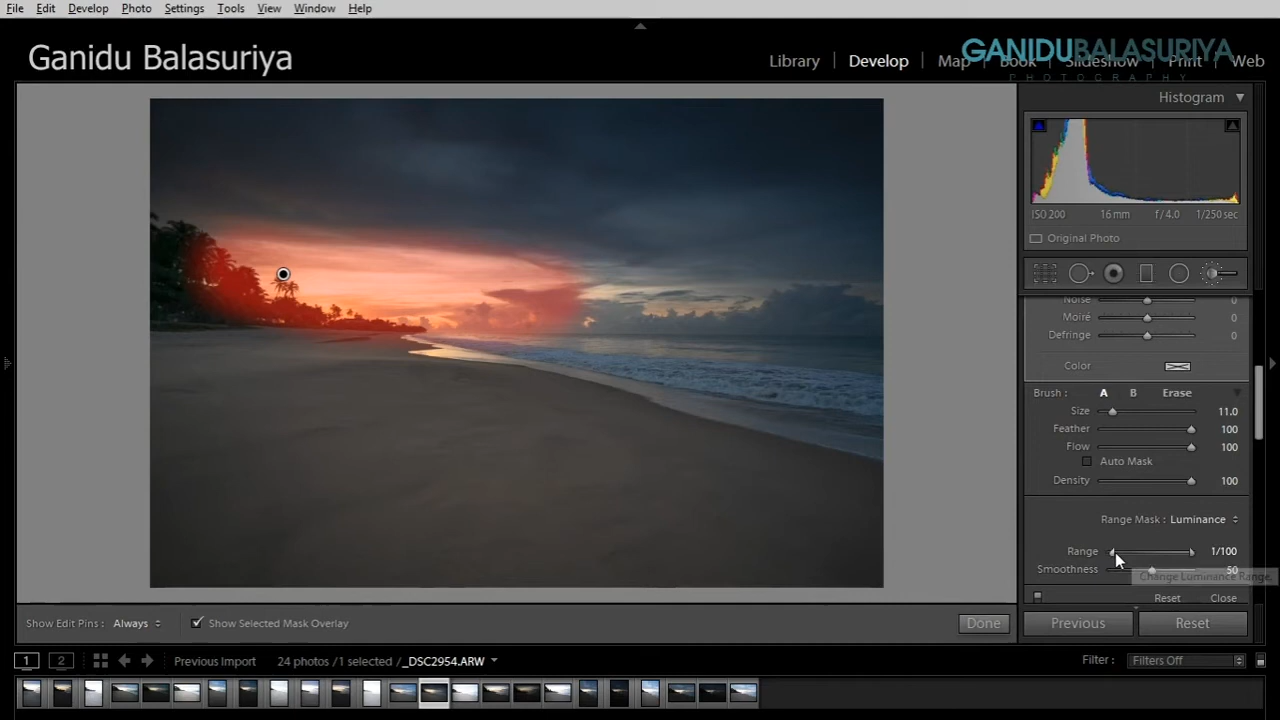 File Edit Develop Photo Settings Tools View Window Help
Ganidu Balasuriya
GANIDUBALASURIYA
PHOTOGRAPHY
Library Develop Map Book Slideshow Print Web
Histogram
ISO 200 16 mm f / 4.0 1/250 sec
Original Photo
Noise 0
Moiré 0
Defringe 0
Color
Brush : A B Erase
Size 11.0
Feather 100
Flow 100
Auto Mask
Density 100
Range Mask : Luminance
Range 1/100
Smoothness 50
Change Luminance Range.
Reset Close
Show Edit Pins : Always Show Selected Mask Overlay Done Previous Reset
1 2 Previous Import 24 photos / 1 selected / _DSC2954.ARW Filter : Filters Off